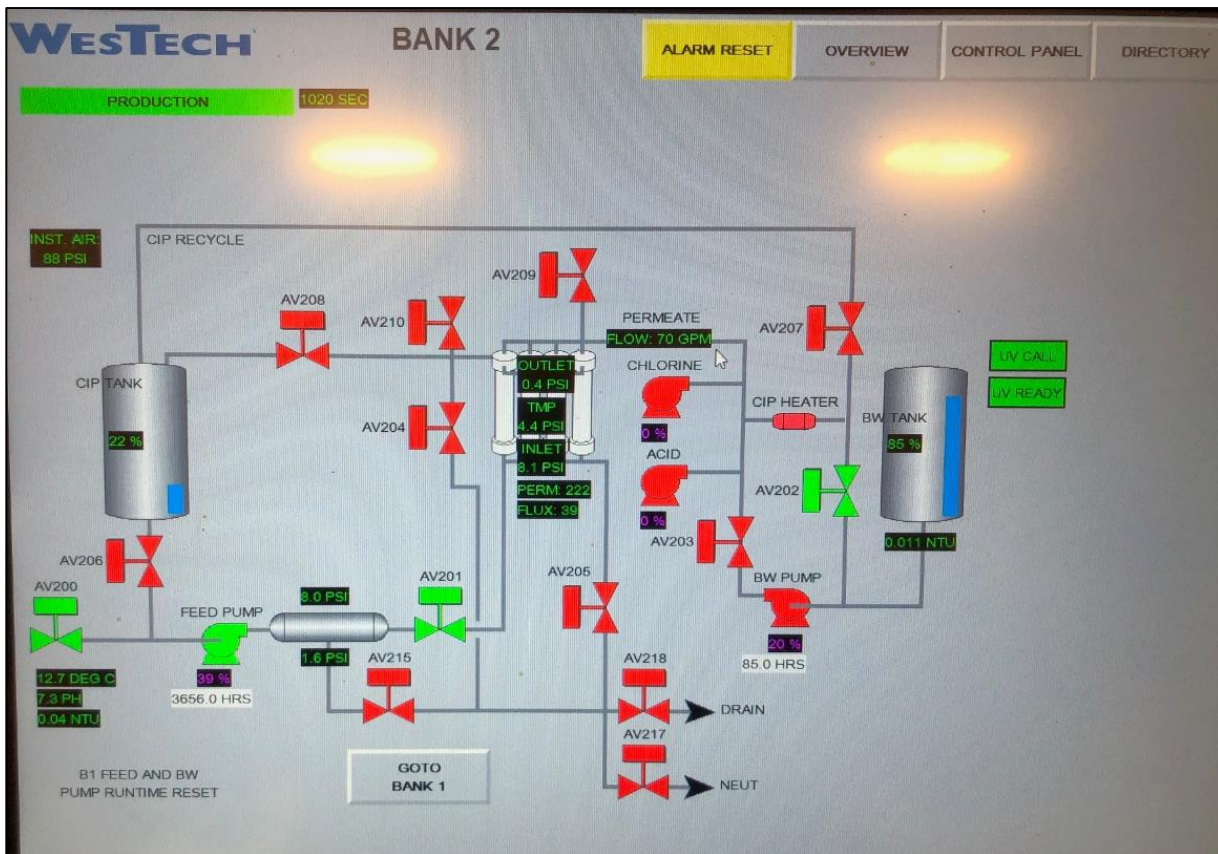 WESTECH
BANK 2
ALARM RESET
OVERVIEW
CONTROL PANEL
DIRECTORY
PRODUCTION
1020 SEC
INST. AIR:
88 PSI
CIP RECYCLE
AV209
AV208
AV210
PERMEATE
FLOW: 70 GPM
AV207
UV CALL
UV READY
OUTLET
0.4 PSI
CHLORINE
0 %
CIP TANK
22 %
TMP
4.4 PSI
CIP HEATER
BW TANK
85 %
AV204
INLET
8.1 PSI
ACID
0 %
PERM: 222
FLUX: 39
AV202
0.011 NTU
AV203
AV206
AV200
AV201
AV205
BW PUMP
20 %
85.0 HRS
FEED PUMP
39 %
3656.0 HRS
8.0 PSI
1.6 PSI
12.7 DEG C
7.3 PH
0.04 NTU
AV215
AV218
DRAIN
AV217
NEUT
B1 FEED AND BW
PUMP RUNTIME RESET
GOTO
BANK 1